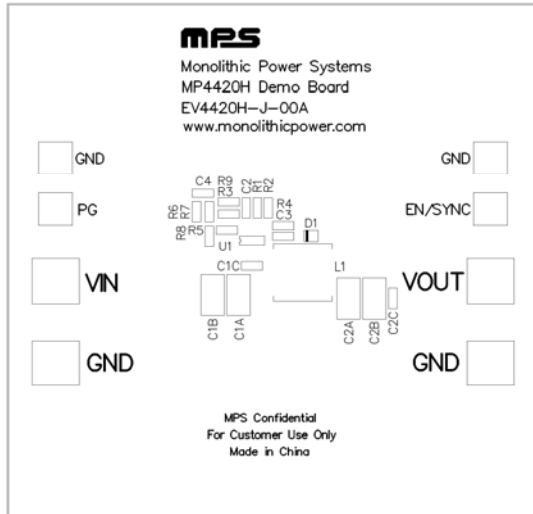 MPS
Monolithic Power Systems
MP4420H Demo Board
EV4420H-J-00A
www.monolithicpower.com
GND
GND
PG
EN/SYNC
C4
R9
R3
C2
R1
R2
R6
R7
R4
C3
D1
R8
R5
U1
VIN
C1C
L1
VOUT
C1B
C1A
C2A
C2B
C2C
GND
GND
MPS Confidential
For Customer Use Only
Made in China